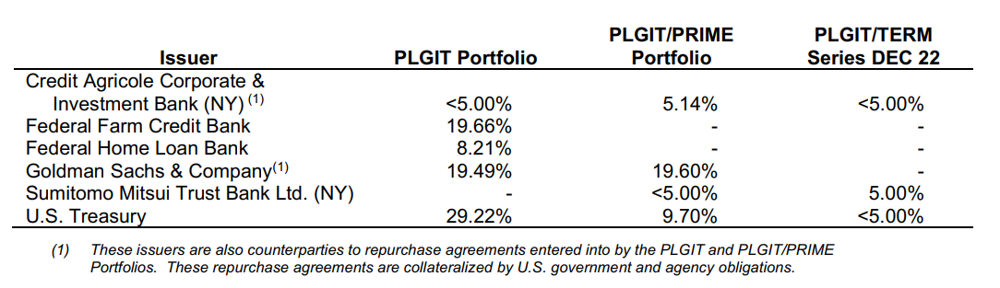 PLGIT/PRIME PLGIT/TERM
Issuer PLGIT Portfolio Portfolio Series DEC 22
Credit Agricole Corporate &
Investment Bank (NY) (1) <5.00% 5.14% <5.00%
Federal Farm Credit Bank 19.66% - -
Federal Home Loan Bank 8.21% - -
Goldman Sachs & Company(1) 19.49% 19.60% -
Sumitomo Mitsui Trust Bank Ltd. (NY) - <5.00% 5.00%
U.S. Treasury 29.22% 9.70% <5.00%
(1) These issuers are also counterparties to repurchase agreements entered into by the PLGIT and PLGIT/PRIME
Portfolios. These repurchase agreements are collateralized by U.S. government and agency obligations.